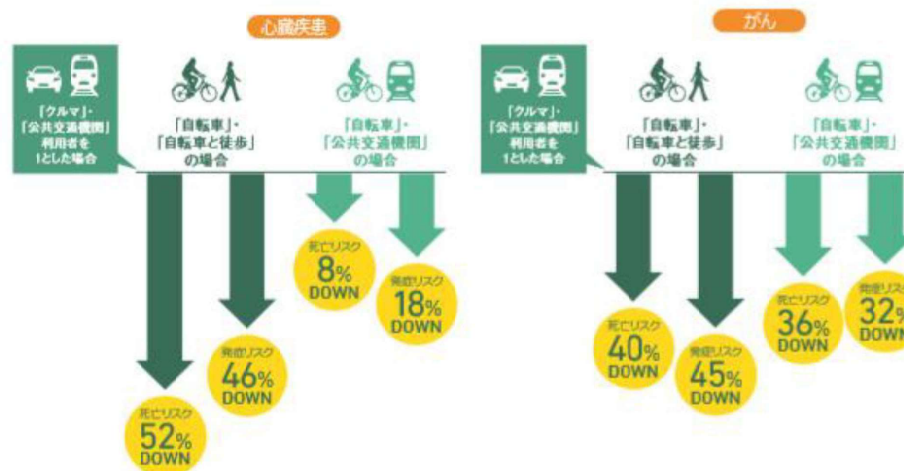 心臓疾患
「クルマ」・
「公共交通機関」
利用者を
1とした場合
「自転車」・
「自転車と徒歩」
の場合
「自転車」・
「公共交通機関」
の場合
死亡リスク
52%
DOWN
発症リスク
46%
DOWN
死亡リスク
8%
DOWN
発症リスク
18%
DOWN
がん
「クルマ」・
「公共交通機関」
利用者を
1とした場合
「自転車」・
「自転車と徒歩」
の場合
「自転車」・
「公共交通機関」
の場合
死亡リスク
40%
DOWN
発症リスク
45%
DOWN
死亡リスク
36%
DOWN
発症リスク
32%
DOWN